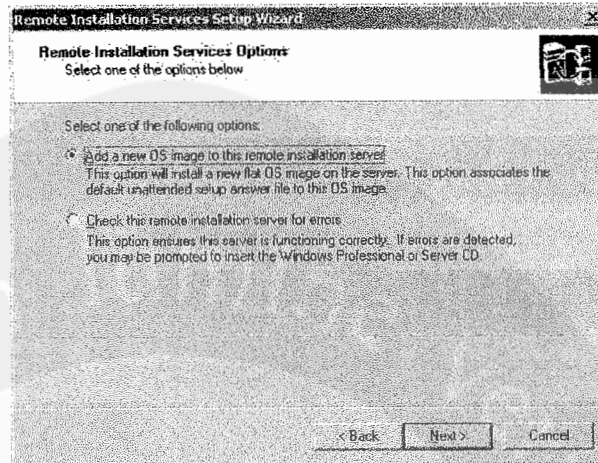 Remote Installation Services Setup Wizard
Remote Installation Services Options
Select one of the options below
Select one of the following options:
Add a new OS image to this remote installation server
This option will install a new flat OS image on the server. This option associates the
default unattended setup answer file to this OS image.
Check this remote installation server for errors
This option ensures this server is functioning correctly. If errors are detected,
you may be prompted to insert the Windows Professional or Server CD.
< Back
Next >
Cancel